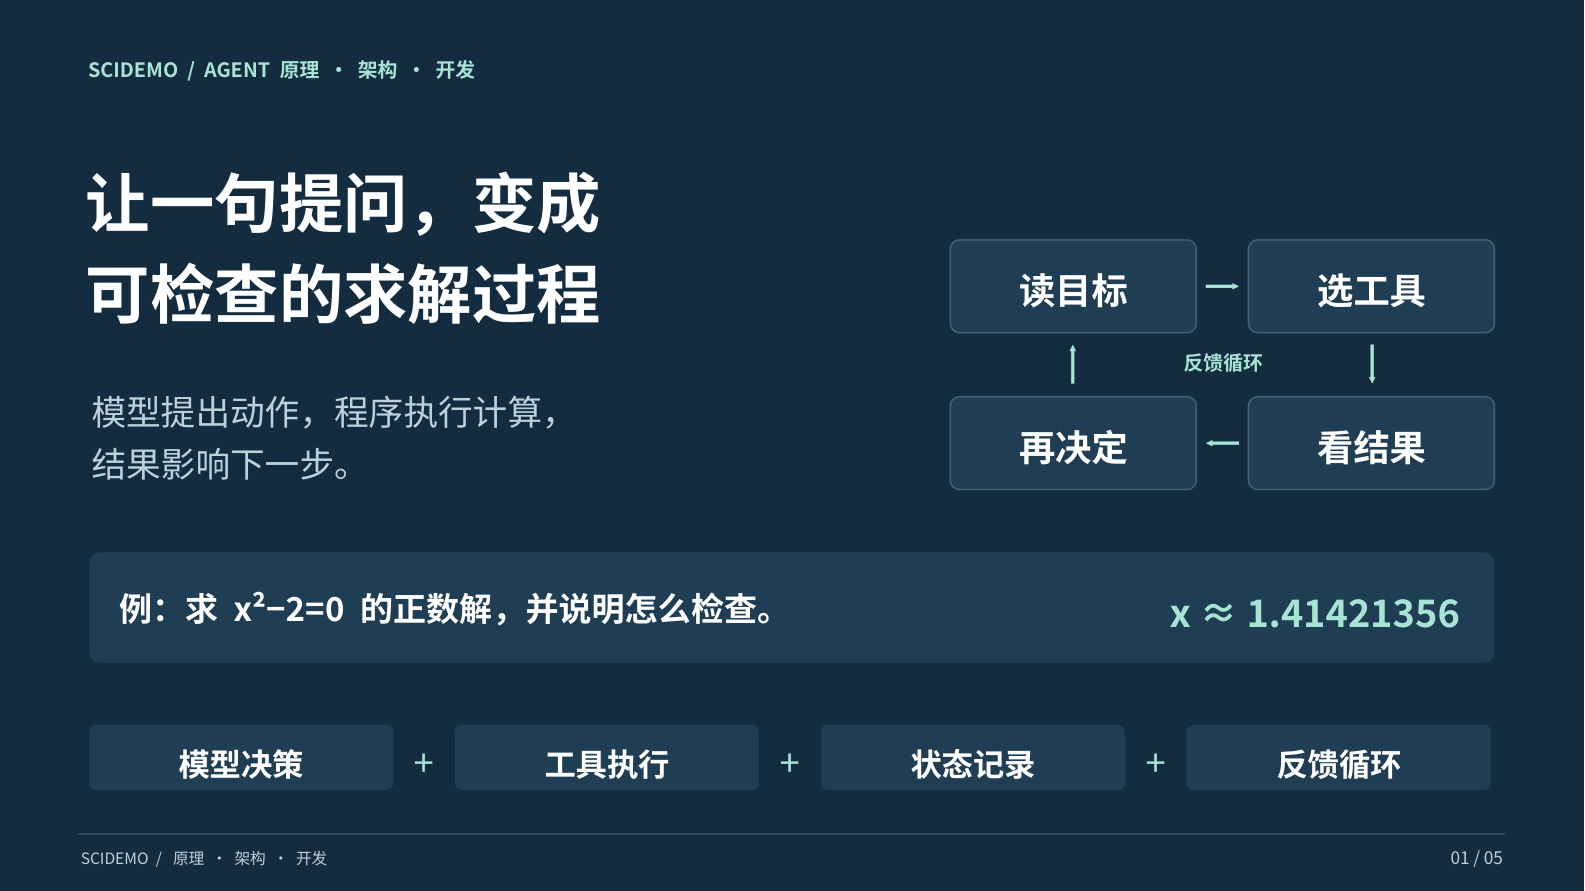 SCIDEMO / AGENT 原理 · 架构 · 开发
让一句提问，变成
可检查的求解过程
模型提出动作，程序执行计算，
结果影响下一步。
读目标 → 选工具
↑ 反馈循环 ↓
再决定 ← 看结果
例：求 x²−2=0 的正数解，并说明怎么检查。
x ≈ 1.41421356
模型决策 + 工具执行 + 状态记录 + 反馈循环
SCIDEMO / 原理 · 架构 · 开发
01 / 05